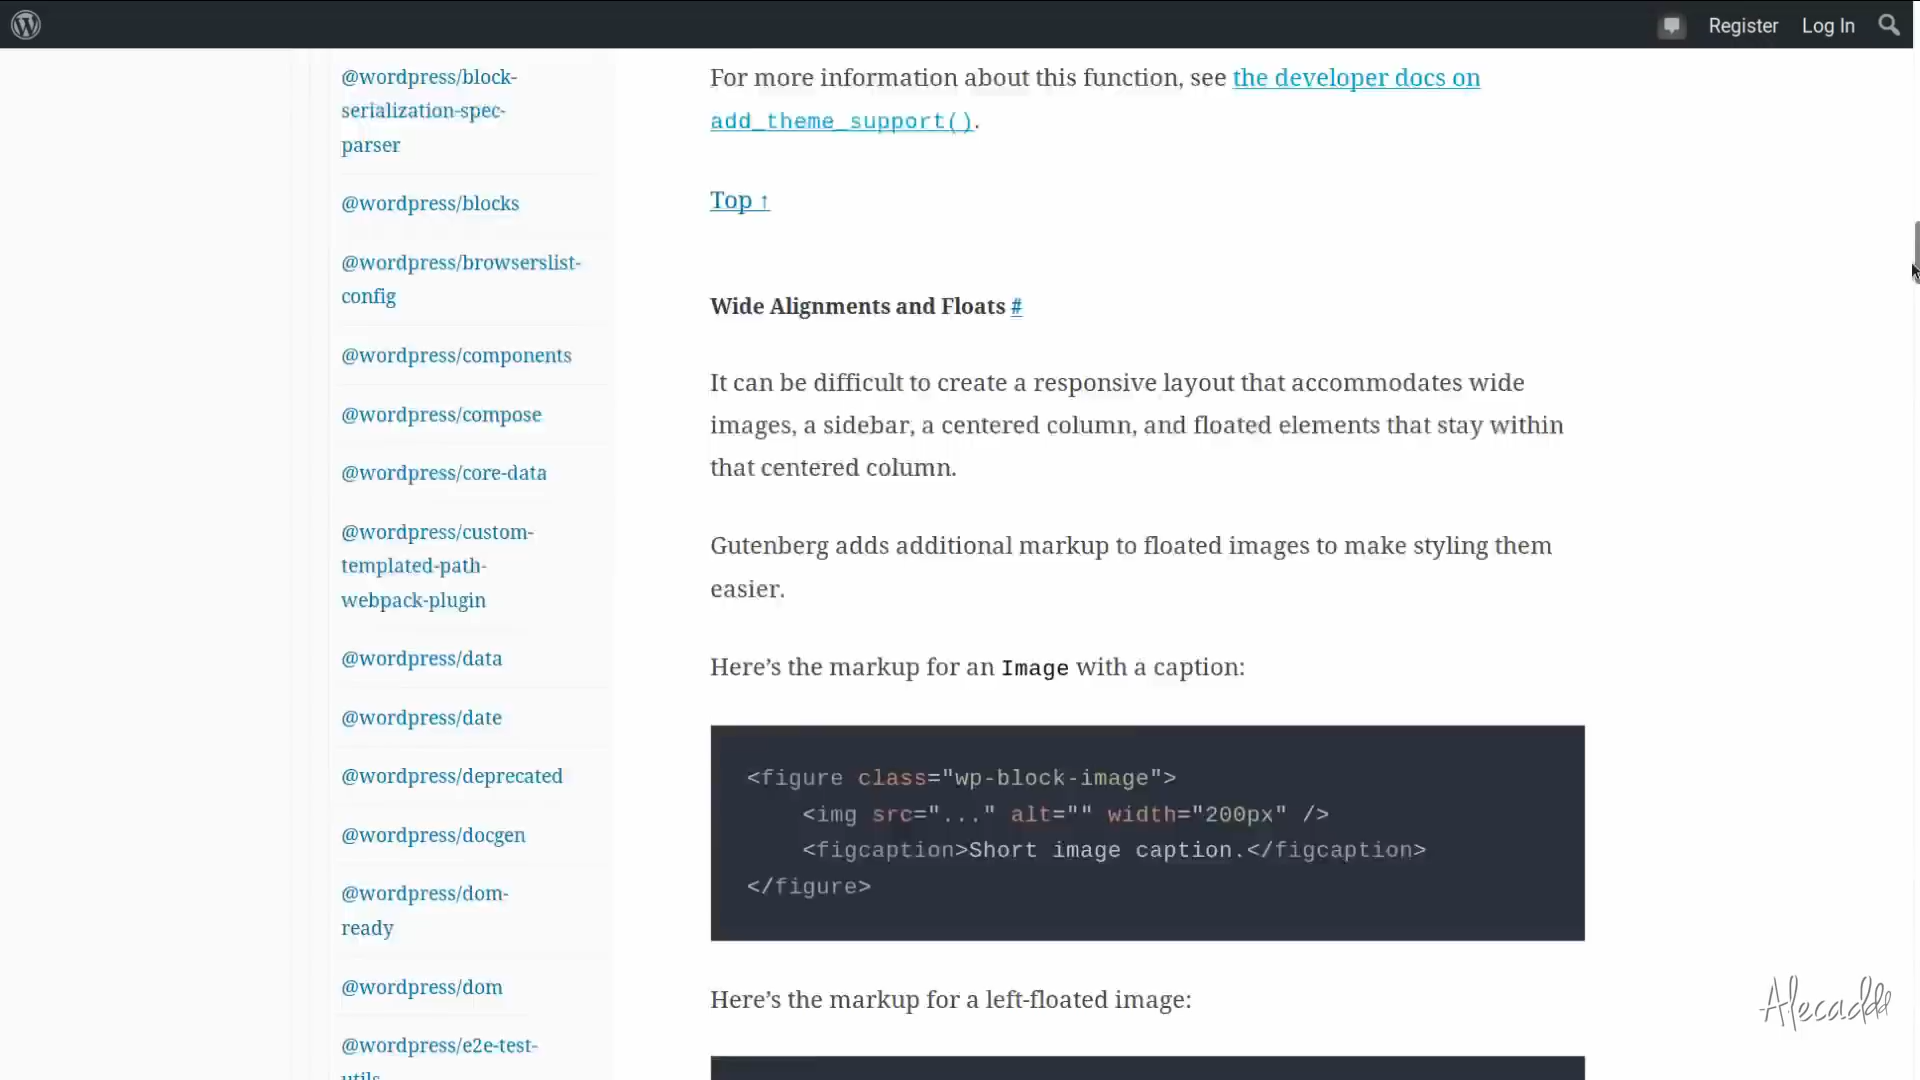 Register Log In
@wordpress/block-
serialization-spec-
parser
@wordpress/blocks
@wordpress/browserslist-
config
@wordpress/components
@wordpress/compose
@wordpress/core-data
@wordpress/custom-
templated-path-
webpack-plugin
@wordpress/data
@wordpress/date
@wordpress/deprecated
@wordpress/docgen
@wordpress/dom-
ready
@wordpress/dom
@wordpress/e2e-test-
utils
For more information about this function, see the developer docs on
add_theme_support().
Top ↑
Wide Alignments and Floats #
It can be difficult to create a responsive layout that accommodates wide
images, a sidebar, a centered column, and floated elements that stay within
that centered column.
Gutenberg adds additional markup to floated images to make styling them
easier.
Here’s the markup for an Image with a caption:
<figure class="wp-block-image">
    <img src="..." alt="" width="200px" />
    <figcaption>Short image caption.</figcaption>
</figure>
Here’s the markup for a left-floated image:
Alecaddd